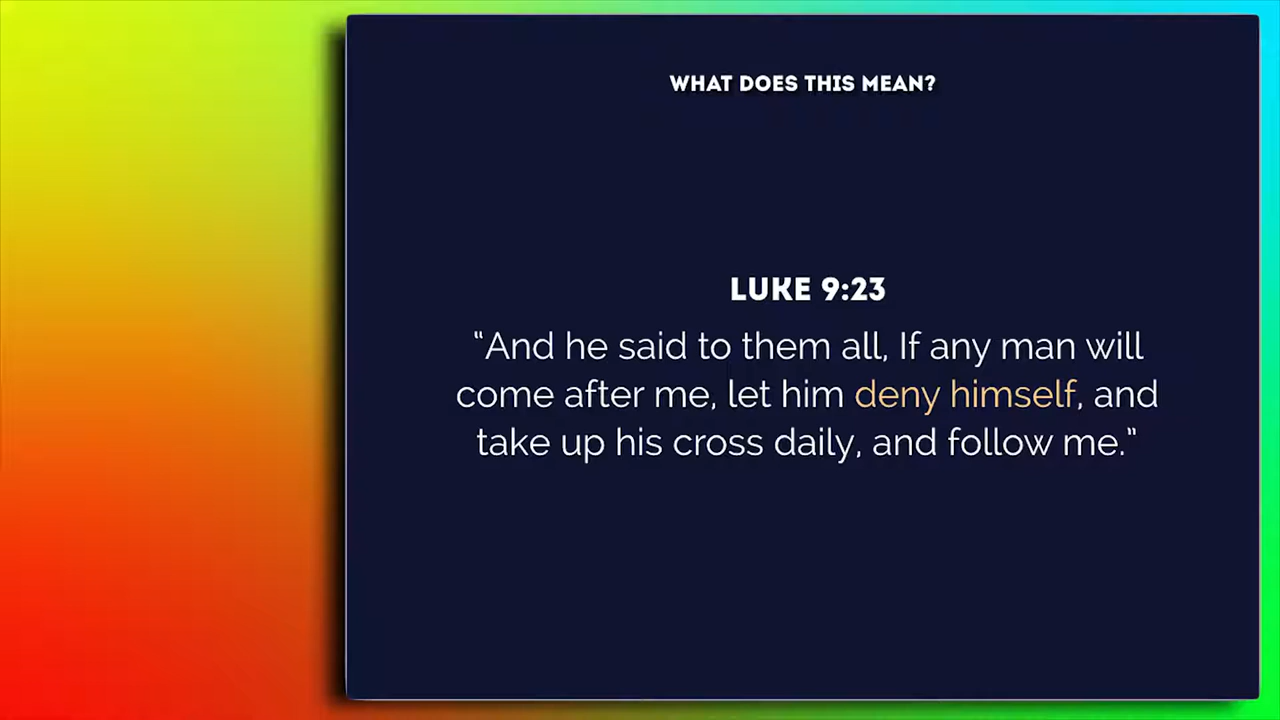 WHAT DOES THIS MEAN?
LUKE 9:23
“And he said to them all, If any man will
come after me, let him deny himself, and
take up his cross daily, and follow me.”